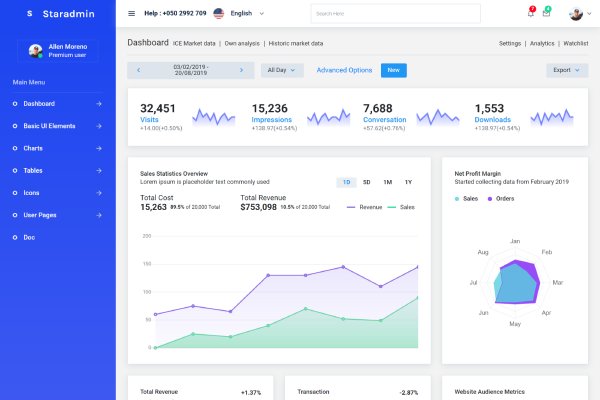 S Staradmin
Help : +050 2992 709 English
Search Here
7
4
Allen Moreno
Premium user
Main Menu
Dashboard
Basic UI Elements
Charts
Tables
Icons
User Pages
Doc
Dashboard ICE Market data | Own analysis | Historic market data
Settings | Analytics | Watchlist
03/02/2019 -
20/08/2019
All Day
Advanced Options
New
Export
32,451
Visits
+14.00(+0.50%)
15,236
Impressions
+138.97(+0.54%)
7,688
Conversation
+57.62(+0.76%)
1,553
Downloads
+138.97(+0.54%)
Sales Statistics Overview
Lorem ipsum is placeholder text commonly used
1D 5D 1M 1Y
Total Cost
15,263 89.5% of 20,000 Total
Total Revenue
$753,098 10.5% of 20,000 Total
Revenue Sales
200
150
100
50
0
Net Profit Margin
Started collecting data from February 2019
Sales Orders
Jan
Feb
Mar
Apr
May
Jun
Jul
Aug
Total Revenue +1.37%
Transaction -2.87%
Website Audience Metrics